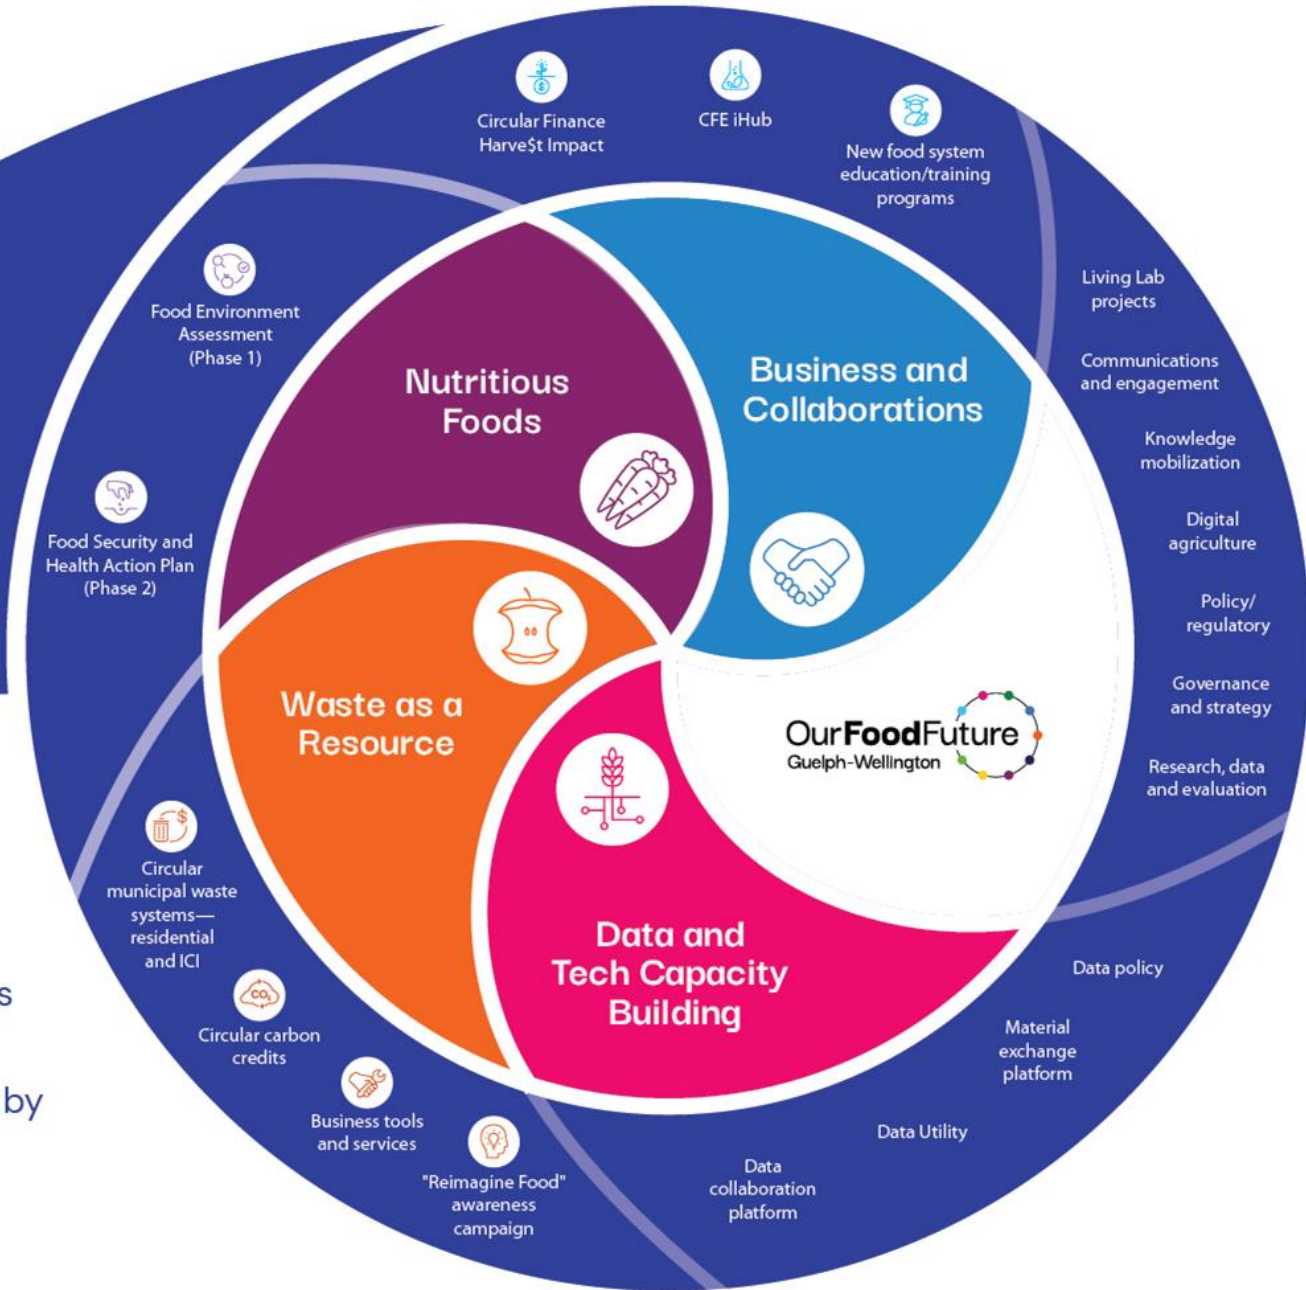 Circular Finance
Harve$t Impact
CFE iHub
New food system
education/training
programs
Living Lab
projects
Communications
and engagement
Knowledge
mobilization
Digital
agriculture
Policy/
regulatory
Governance
and strategy
Research, data
and evaluation
Data policy
Material
exchange
platform
Data Utility
Data
collaboration
platform
"Reimagine Food"
awareness
campaign
Business tools
and services
CO₂
Circular carbon
credits
$
Circular
municipal waste
systems—
residential
and ICI
Food Security and
Health Action Plan
(Phase 2)
Food Environment
Assessment
(Phase 1)
Nutritious
Foods
Business and
Collaborations
OurFoodFuture
Guelph-Wellington
Data and
Tech Capacity
Building
Waste as a
Resource
s
by